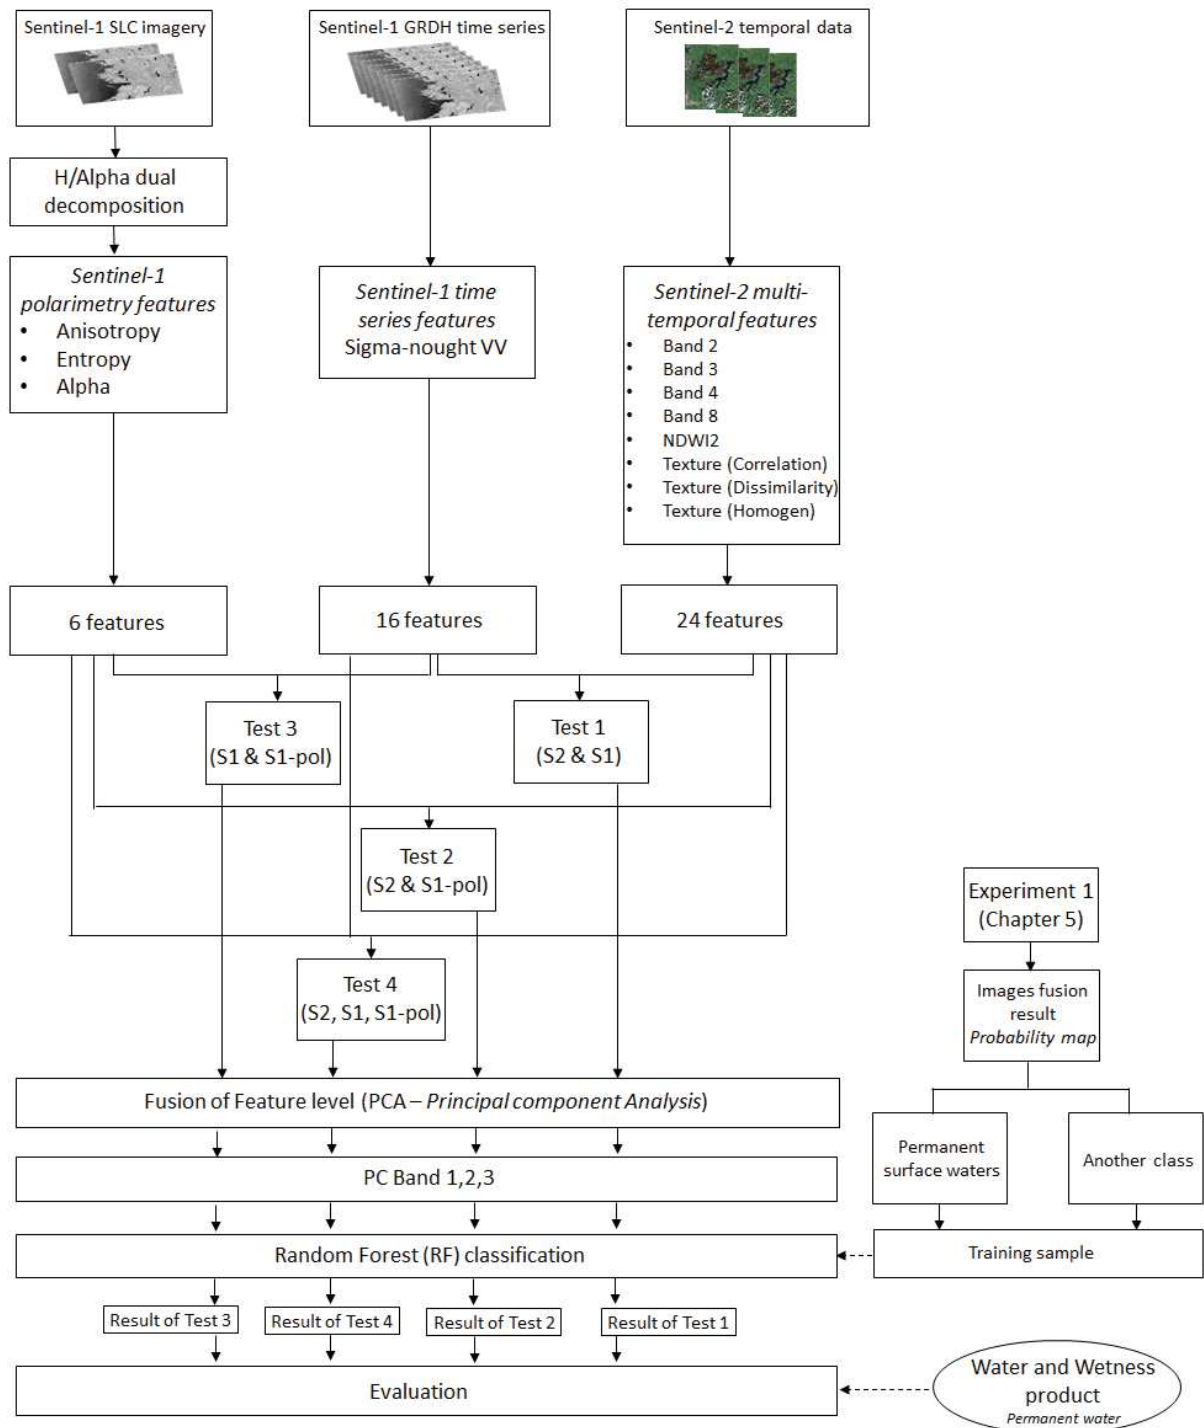 Sentinel-1 SLC imagery
Sentinel-1 GRDH time series
Sentinel-2 temporal data
H/Alpha dual
decomposition
Sentinel-1
polarimetry features
• Anisotropy
• Entropy
• Alpha
Sentinel-1 time
series features
Sigma-nought VV
Sentinel-2 multi-
temporal features
• Band 2
• Band 3
• Band 4
• Band 8
• NDWI2
• Texture (Correlation)
• Texture (Dissimilarity)
• Texture (Homogen)
6 features
16 features
24 features
Test 3
(S1 & S1-pol)
Test 1
(S2 & S1)
Test 2
(S2 & S1-pol)
Test 4
(S2, S1, S1-pol)
Experiment 1
(Chapter 5)
Images fusion
result
Probability map
Fusion of Feature level (PCA – Principal component Analysis)
Permanent
surface waters
Another class
PC Band 1,2,3
Random Forest (RF) classification
Training sample
Result of Test 3
Result of Test 4
Result of Test 2
Result of Test 1
Evaluation
Water and Wetness
product
Permanent water